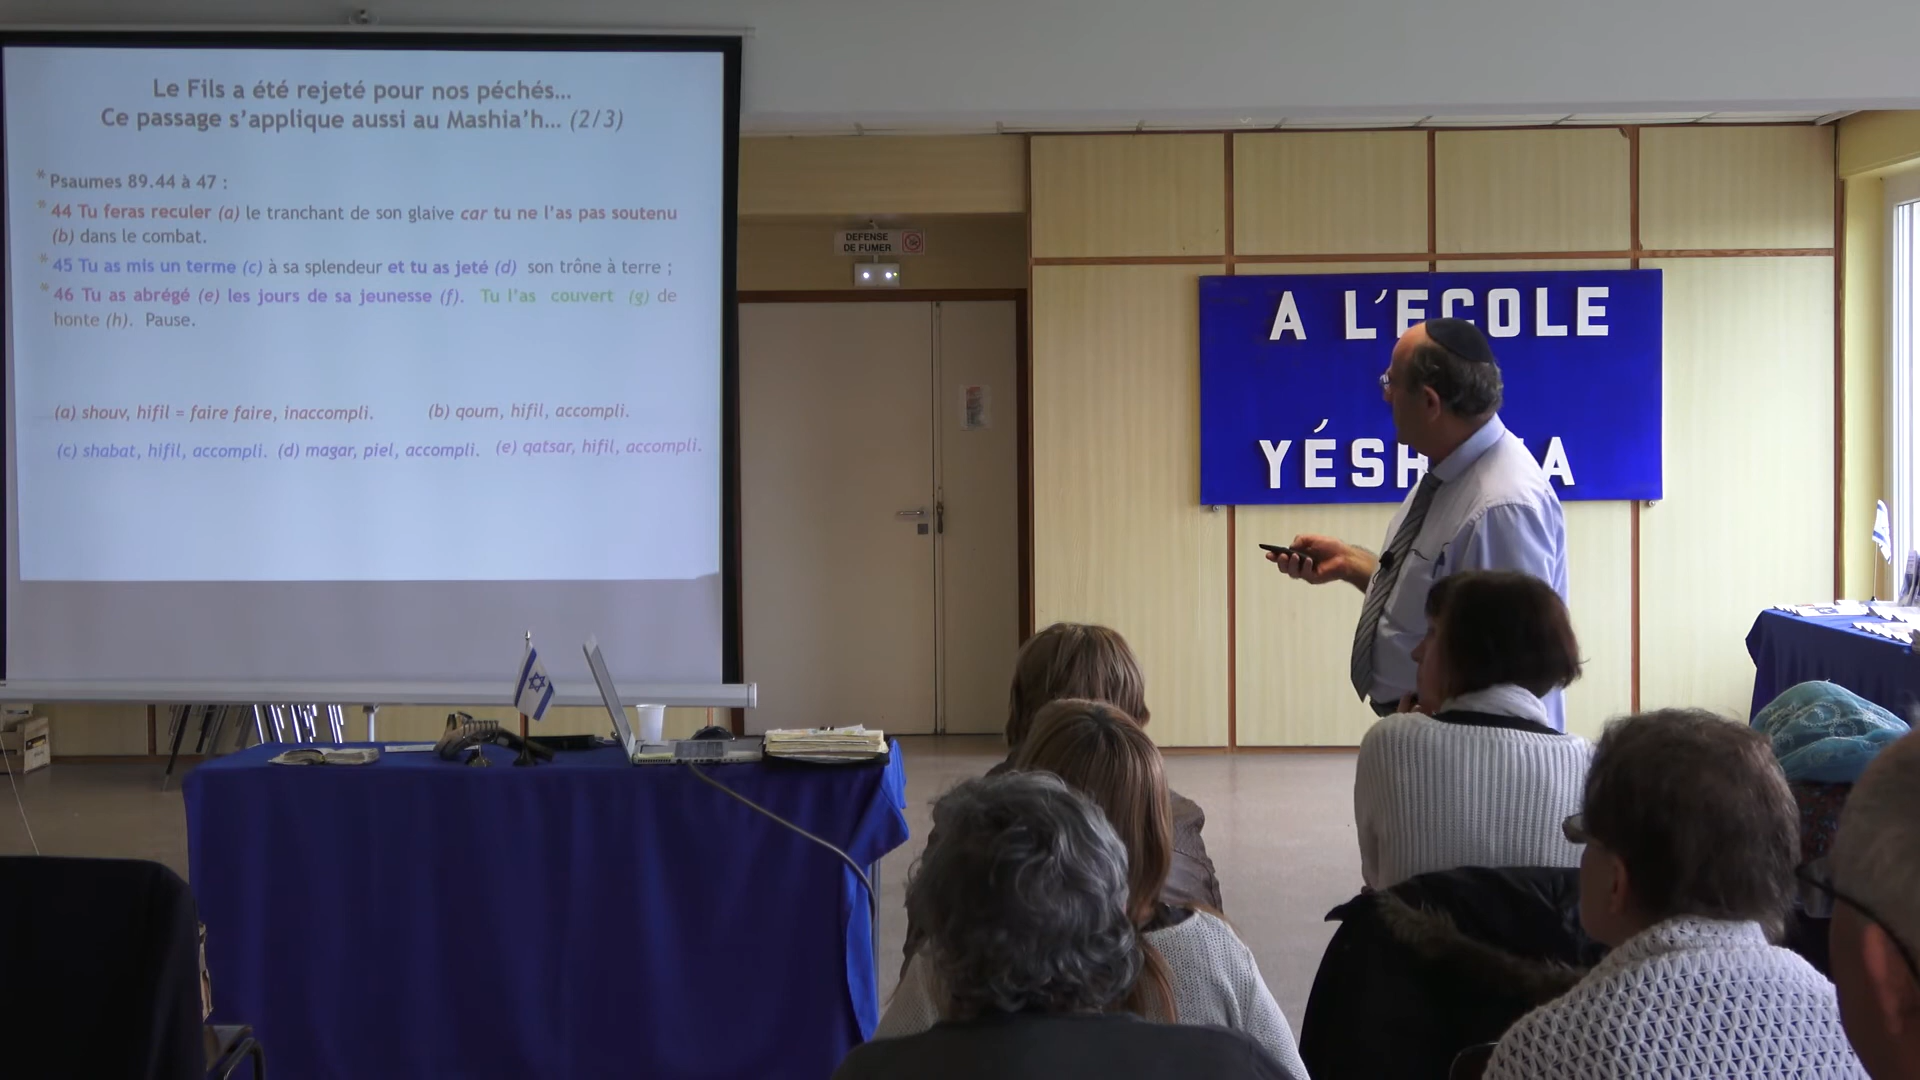 Le Fils a été rejeté pour nos péchés...
Ce passage s'applique aussi au Mashia'h... (2/3)
* Psaumes 89.44 à 47 :
* 44 Tu feras reculer (a) le tranchant de son glaive car tu ne l'as pas soutenu
(b) dans le combat.
* 45 Tu as mis un terme (c) à sa splendeur et tu as jeté (d) son trône à terre ;
* 46 Tu as abrégé (e) les jours de sa jeunesse (f). Tu l'as couvert (g) de
honte (h). Pause.
(a) shouv, hifil = faire faire, inaccompli. (b) qoum, hifil, accompli.
(c) shabat, hifil, accompli. (d) magar, piel, accompli. (e) qatsar, hifil, accompli.
DEFENSE
DE FUMER
A L'ECOLE
YÉSH A